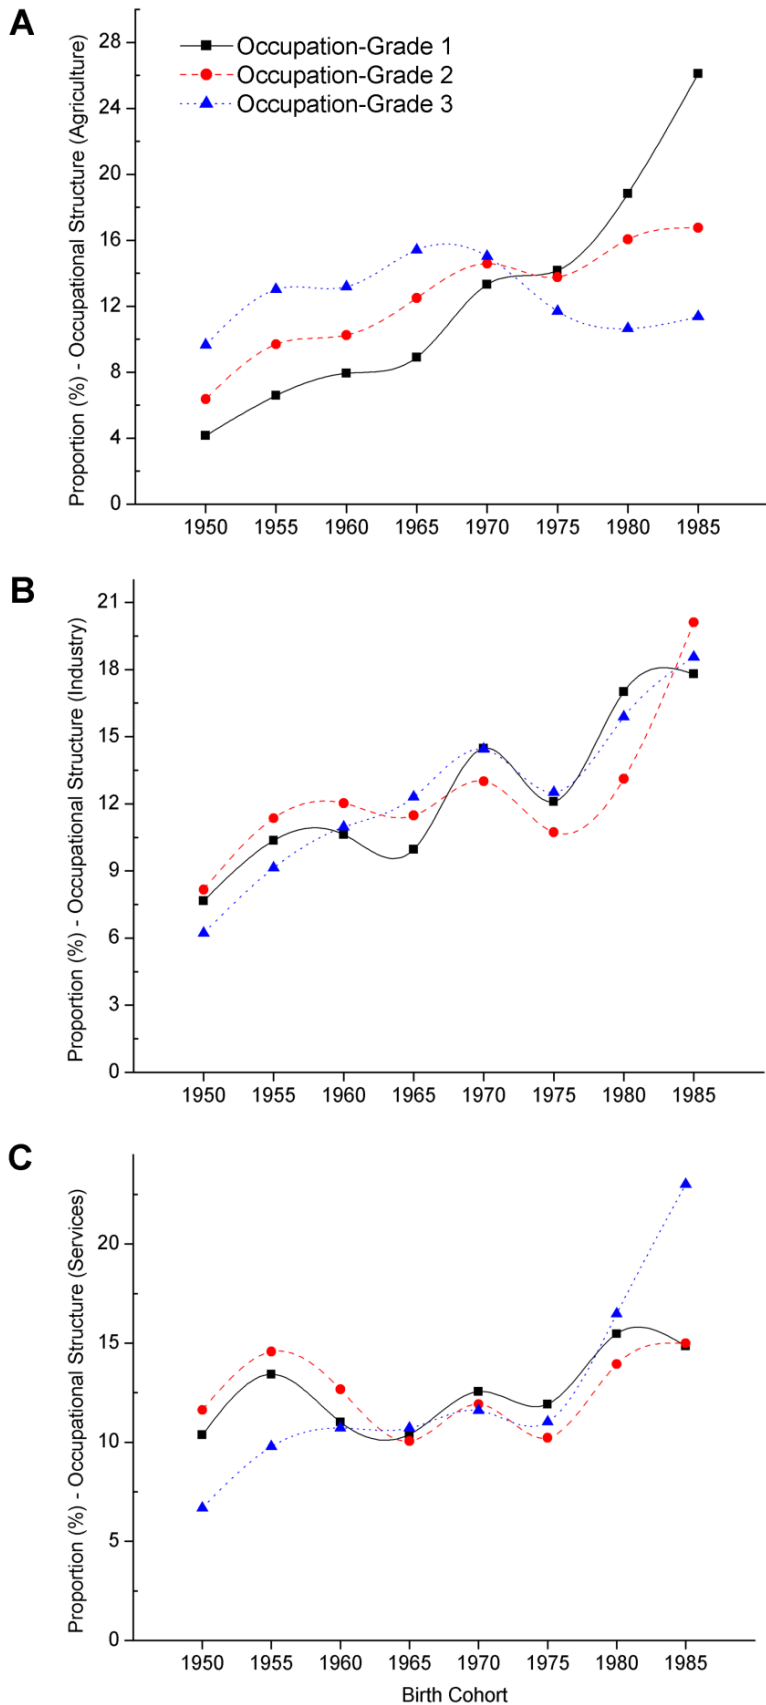 A
Proportion (%) - Occupational Structure (Agriculture)
Occupation-Grade 1
Occupation-Grade 2
Occupation-Grade 3
28
24
20
16
12
8
4
0
1950 1955 1960 1965 1970 1975 1980 1985
B
Proportion (%) - Occupational Structure (Industry)
21
18
15
12
9
6
3
0
1950 1955 1960 1965 1970 1975 1980 1985
C
Proportion (%) - Occupational Structure (Services)
20
15
10
5
0
1950 1955 1960 1965 1970 1975 1980 1985
Birth Cohort